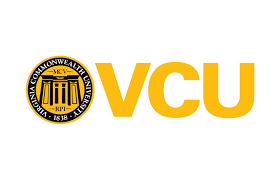 VIRGINIA COMMONWEALTH UNIVERSITY
MCV
RPI
· 1838 ·
VCU